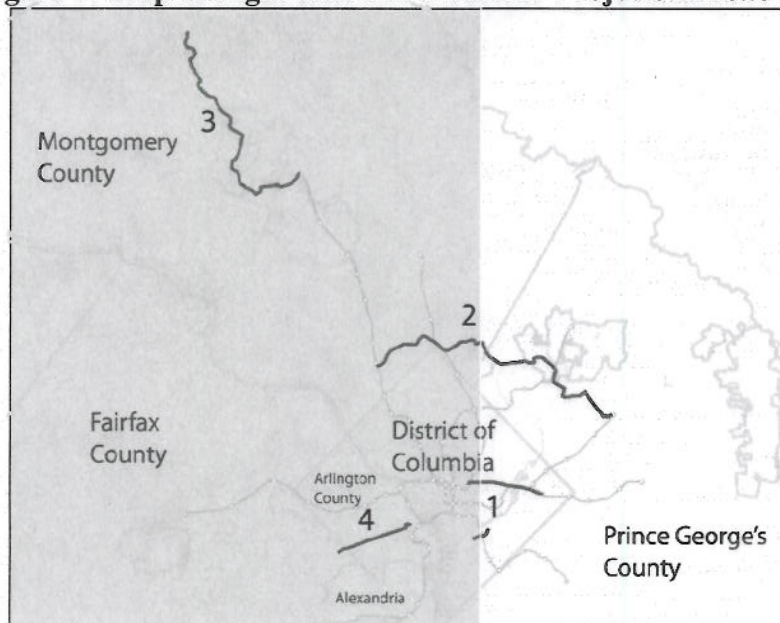 3
Montgomery
County
2
Fairfax
County
District of
Columbia
Arlington
County
1
4
Prince George's
County
Alexandria